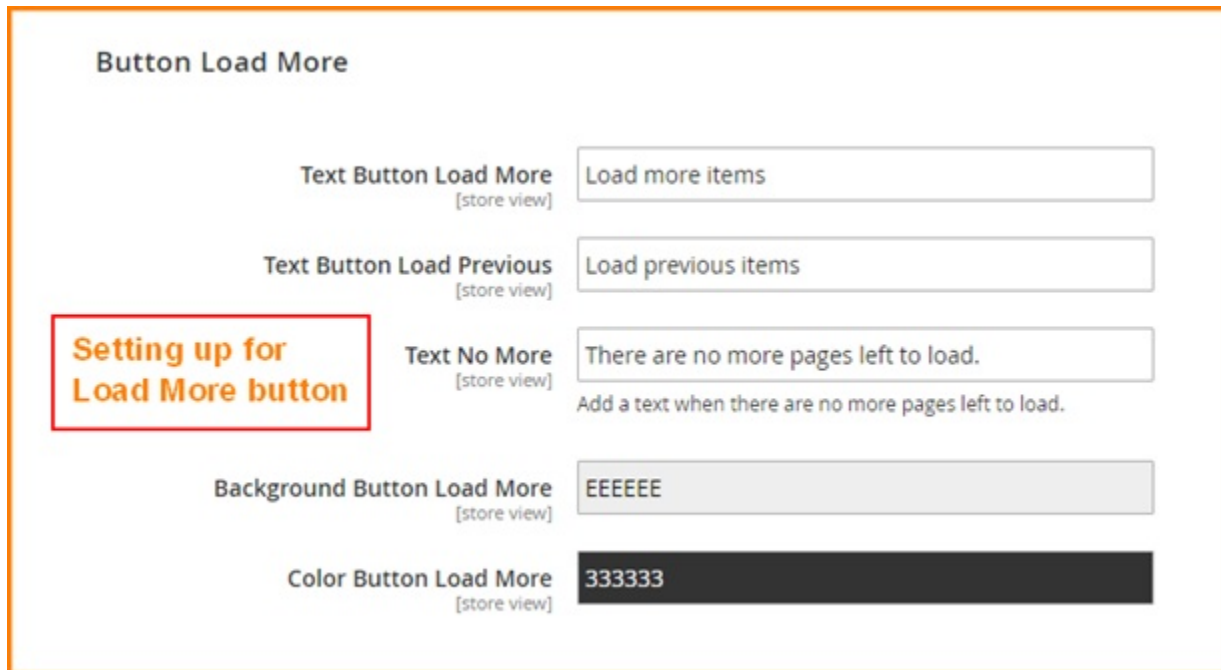 Button Load More
Text Button Load More
Load more items
[store view]
Text Button Load Previous
Load previous items
[store view]
Setting up for
Load More button
Text No More
There are no more pages left to load.
[store view]
Add a text when there are no more pages left to load.
Background Button Load More
EEEEEE
[store view]
Color Button Load More
333333
[store view]